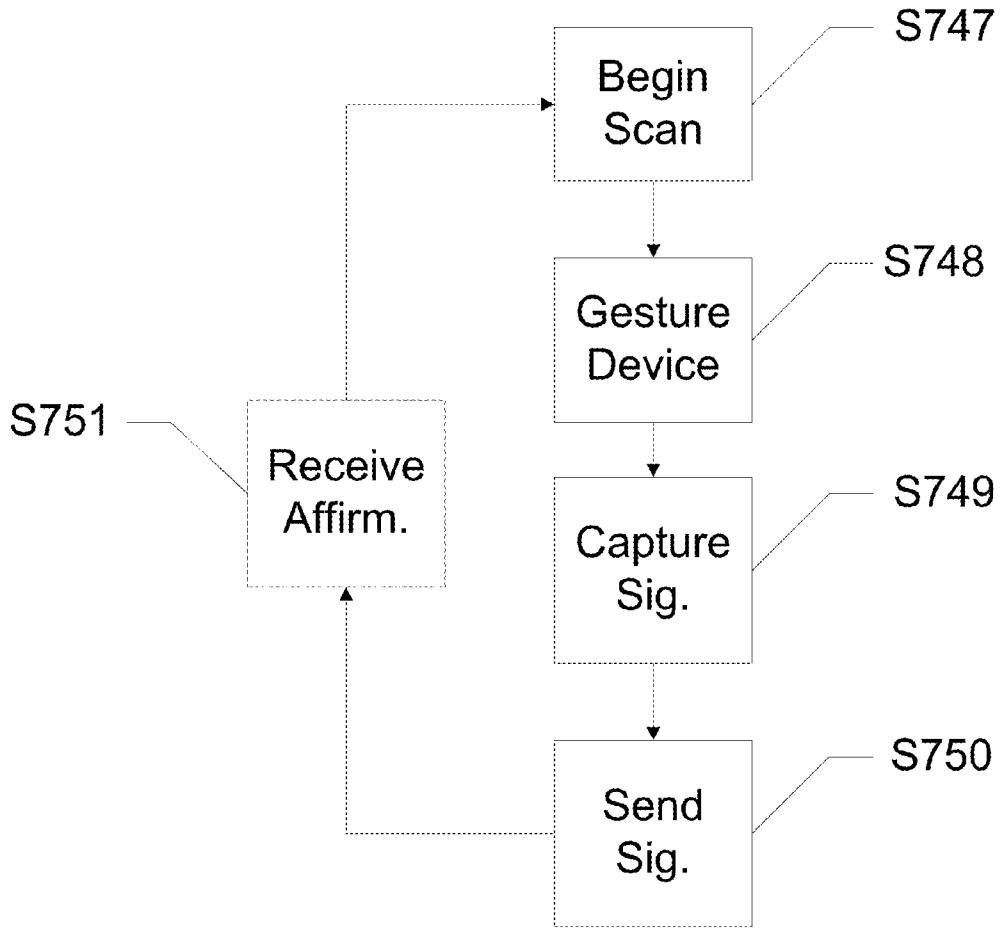 S747
Begin
Scan
S748
Gesture
Device
S751
Receive
Affirm.
S749
Capture
Sig.
S750
Send
Sig.